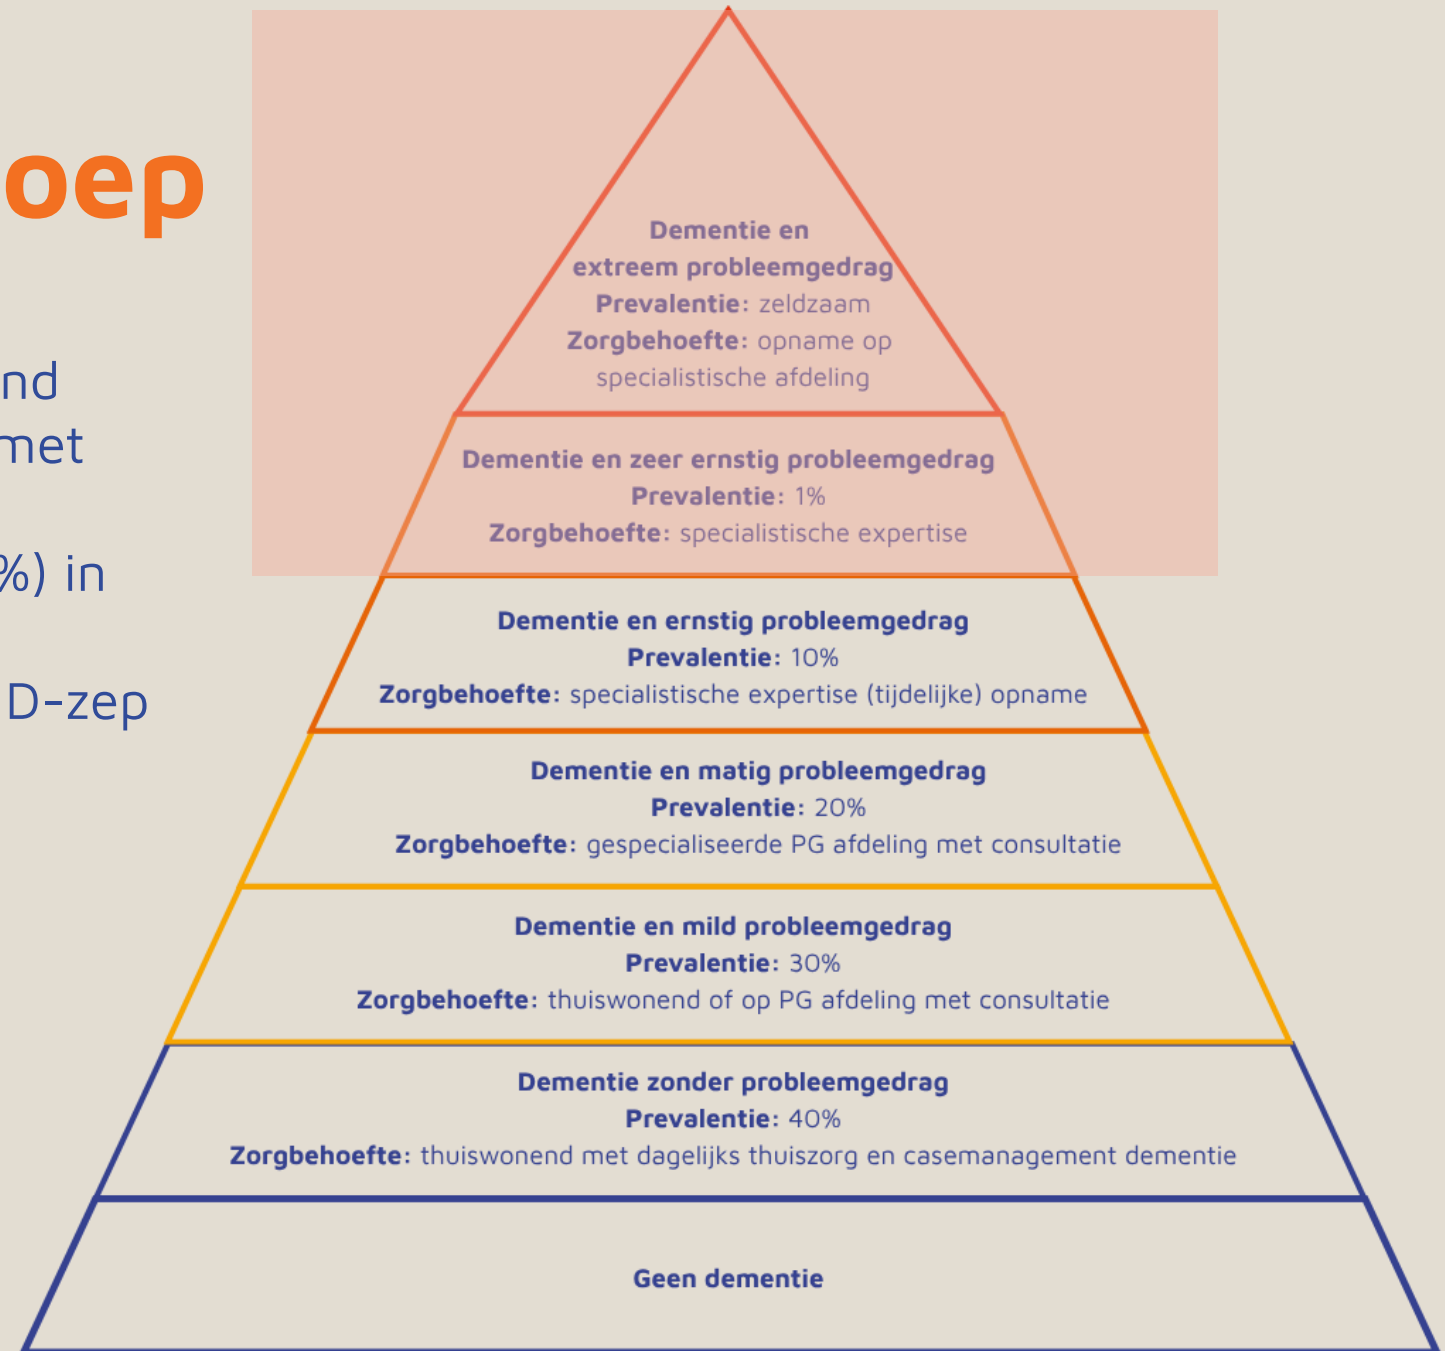 oep
nd
met
%) in
D-zep
Dementie en
extreem probleemgedrag
Prevalentie: zeldzaam
Zorgbehoefte: opname op
specialistische afdeling
Dementie en zeer ernstig probleemgedrag
Prevalentie: 1%
Zorgbehoefte: specialistische expertise
Dementie en ernstig probleemgedrag
Prevalentie: 10%
Zorgbehoefte: specialistische expertise (tijdelijke) opname
Dementie en matig probleemgedrag
Prevalentie: 20%
Zorgbehoefte: gespecialiseerde PG afdeling met consultatie
Dementie en mild probleemgedrag
Prevalentie: 30%
Zorgbehoefte: thuiswonend of op PG afdeling met consultatie
Dementie zonder probleemgedrag
Prevalentie: 40%
Zorgbehoefte: thuiswonend met dagelijks thuiszorg en casemanagement dementie
Geen dementie